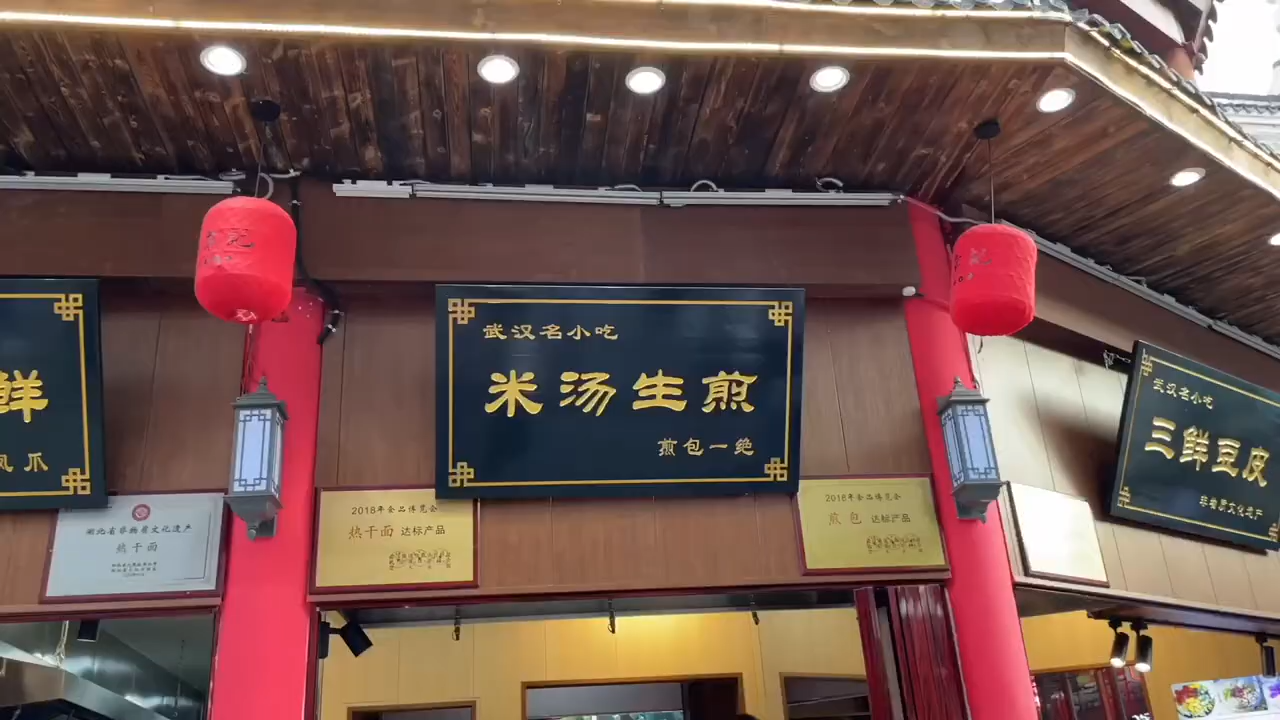 鲜
凤爪
湖北省非物质文化遗产
热干面
记
武汉名小吃
米汤生煎
煎包一绝
2018年食品博览会
热干面 达标产品
2018年食品博览会
煎包 达标产品
记
武汉名小吃
三鲜豆皮
非物质文化遗产